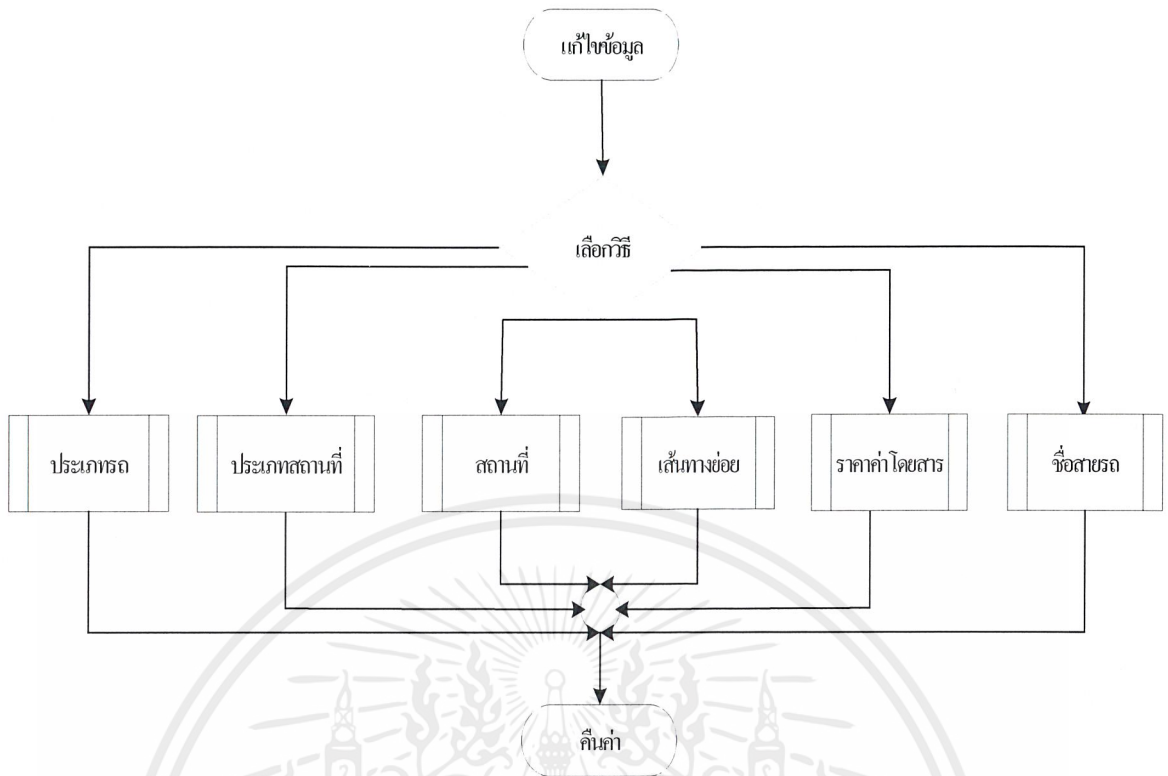 แก้ไขข้อมูล
เลือกวิธี
ประเภทรถ
ประเภทสถานที่
สถานที่
เส้นทางย่อย
ราคาค่าโดยสาร
ชื่อสายรถ
คืนค่า